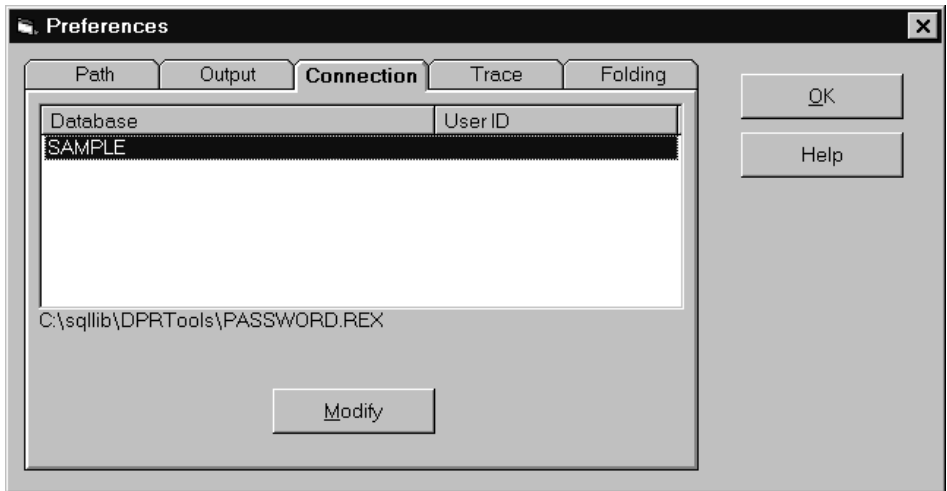 Preferences
Path Output Connection Trace Folding
OK
Database User ID
SAMPLE
Help
C:\sqllib\DPRTools\PASSWORD.REX
Modify